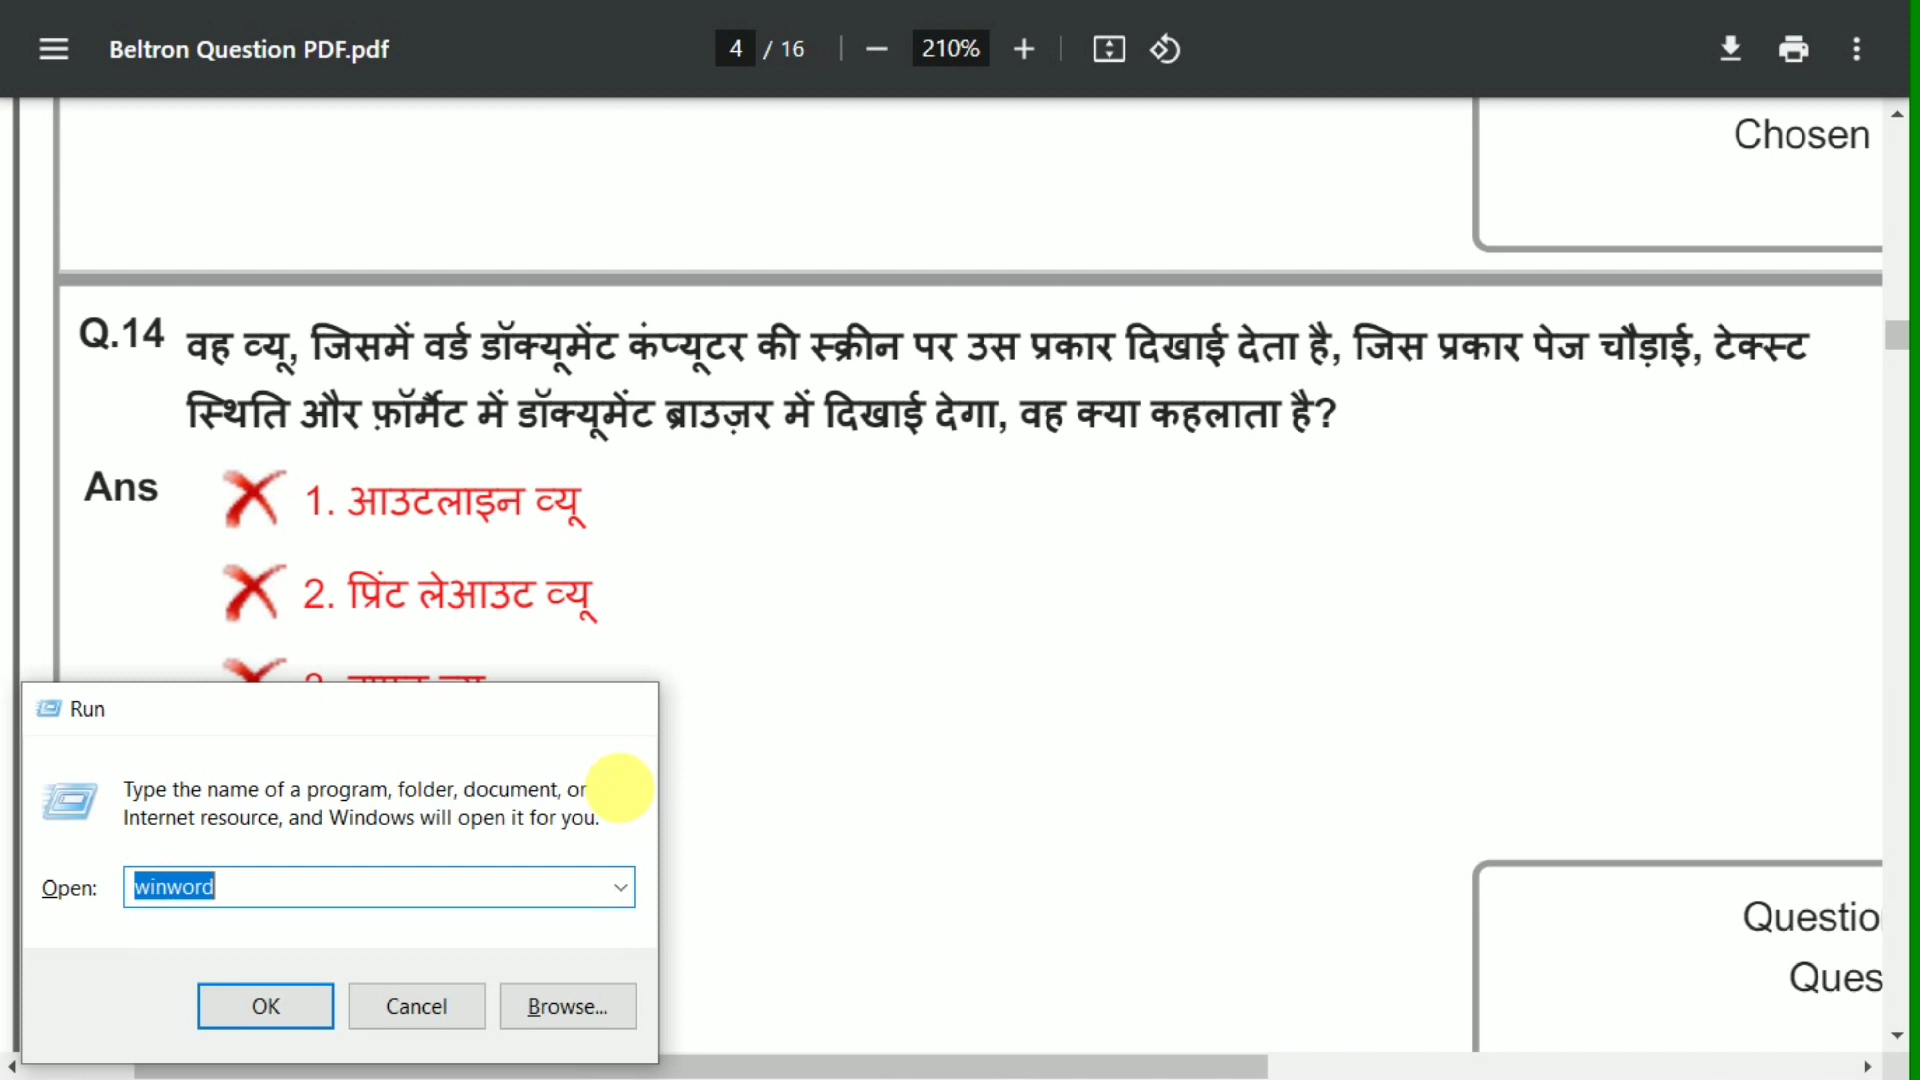 Beltron Question PDF.pdf
4 / 16
210%
Chosen
Q.14 वह व्यू, जिसमें वर्ड डॉक्यूमेंट कंप्यूटर की स्क्रीन पर उस प्रकार दिखाई देता है, जिस प्रकार पेज चौड़ाई, टेक्स्ट
स्थिति और फ़ॉर्मैट में डॉक्यूमेंट ब्राउज़र में दिखाई देगा, वह क्या कहलाता है?
Ans
1. आउटलाइन व्यू
2. प्रिंट लेआउट व्यू
Run
Type the name of a program, folder, document, or
Internet resource, and Windows will open it for you.
Open: winword
OK Cancel Browse...